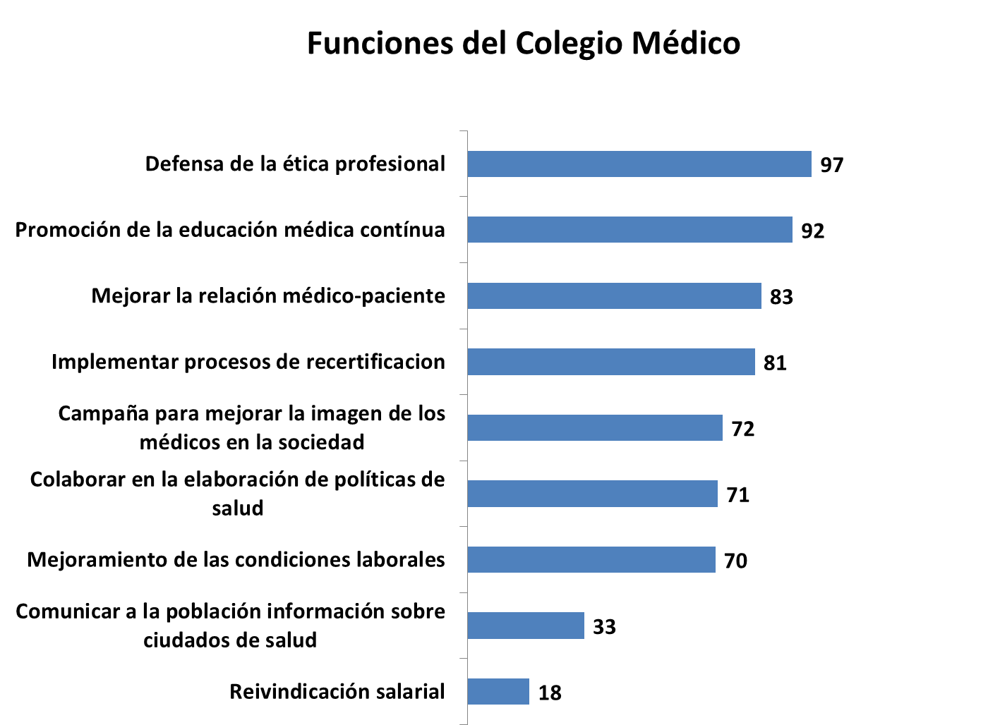 Funciones del Colegio Médico
Defensa de la ética profesional
97
Promoción de la educación médica contínua
92
Mejorar la relación médico-paciente
83
Implementar procesos de recertificacion
81
Campaña para mejorar la imagen de los
médicos en la sociedad
72
Colaborar en la elaboración de políticas de
salud
71
Mejoramiento de las condiciones laborales
70
Comunicar a la población información sobre
ciudados de salud
33
Reivindicación salarial
18